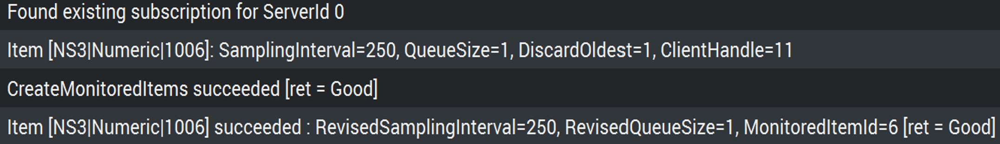 Found existing subscription for ServerId 0
Item [NS3|Numeric|1006]: SamplingInterval=250, QueueSize=1, DiscardOldest=1, ClientHandle=11
CreateMonitoredItems succeeded [ret = Good]
Item [NS3|Numeric|1006] succeeded : RevisedSamplingInterval=250, RevisedQueueSize=1, MonitoredItemId=6 [ret = Good]